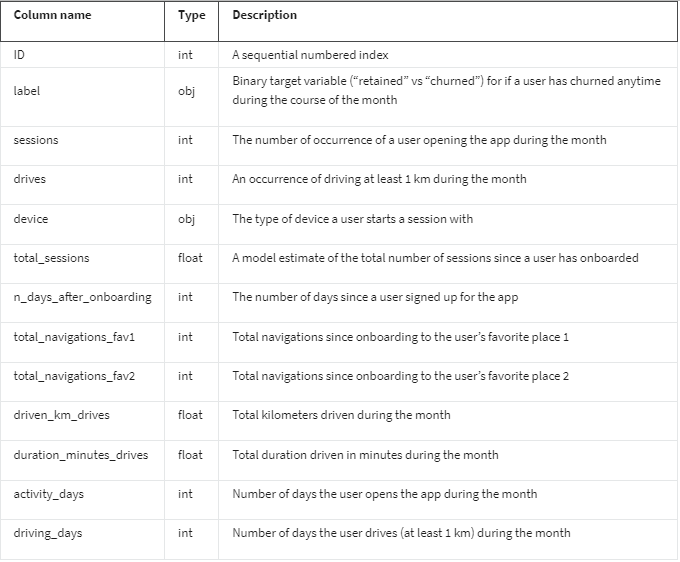 Column name Type Description
ID int A sequential numbered index
label obj Binary target variable (“retained” vs “churned”) for if a user has churned anytime
during the course of the month
sessions int The number of occurrence of a user opening the app during the month
drives int An occurrence of driving at least 1 km during the month
device obj The type of device a user starts a session with
total_sessions float A model estimate of the total number of sessions since a user has onboarded
n_days_after_onboarding int The number of days since a user signed up for the app
total_navigations_fav1 int Total navigations since onboarding to the user’s favorite place 1
total_navigations_fav2 int Total navigations since onboarding to the user’s favorite place 2
driven_km_drives float Total kilometers driven during the month
duration_minutes_drives float Total duration driven in minutes during the month
activity_days int Number of days the user opens the app during the month
driving_days int Number of days the user drives (at least 1 km) during the month